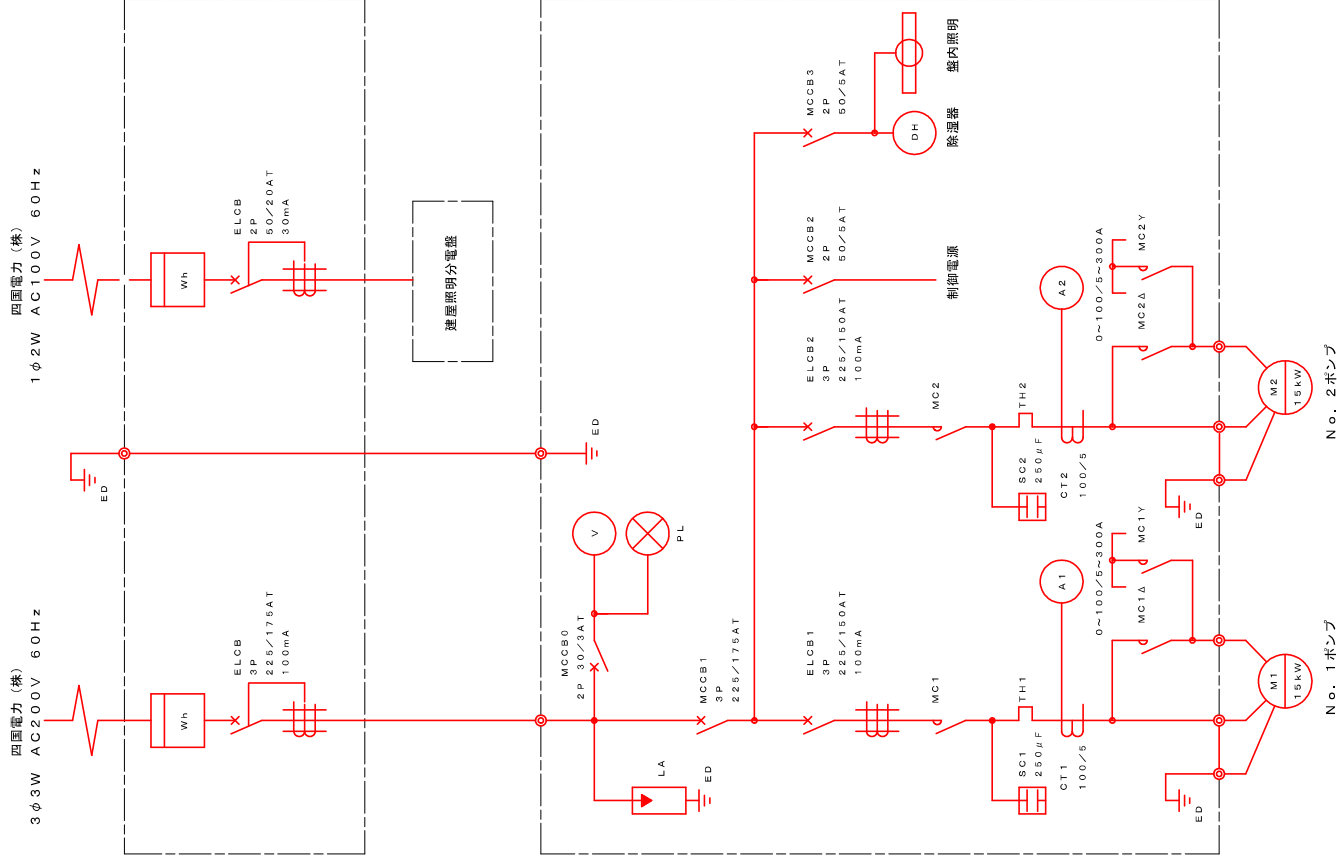 四国電力（株）
3φ3W AC200V 60Hz
Wh
ELCB
3P
225/175AT
100mA
四国電力（株）
1φ2W AC100V 60Hz
Wh
ELCB
2P
50/20AT
30mA
建屋照明分電盤
ED
ED
MCCB0
2P 30/3AT
V
PL
LA
ED
MCCB1
3P
225/175AT
ELCB1
3P
225/150AT
100mA
MC1
SC1
250μF
TH1
CT1
100/5
A1
0~100/5~300A
MC1Δ
MC1Y
ED
M1
15kW
No. 1ポンプ
ELCB2
3P
225/150AT
100mA
MC2
SC2
250μF
TH2
CT2
100/5
A2
0~100/5~300A
MC2Δ
MC2Y
ED
M2
15kW
No. 2ポンプ
MCCB2
2P
50/5AT
制御電源
MCCB3
2P
50/5AT
DH
除湿器
盤内照明